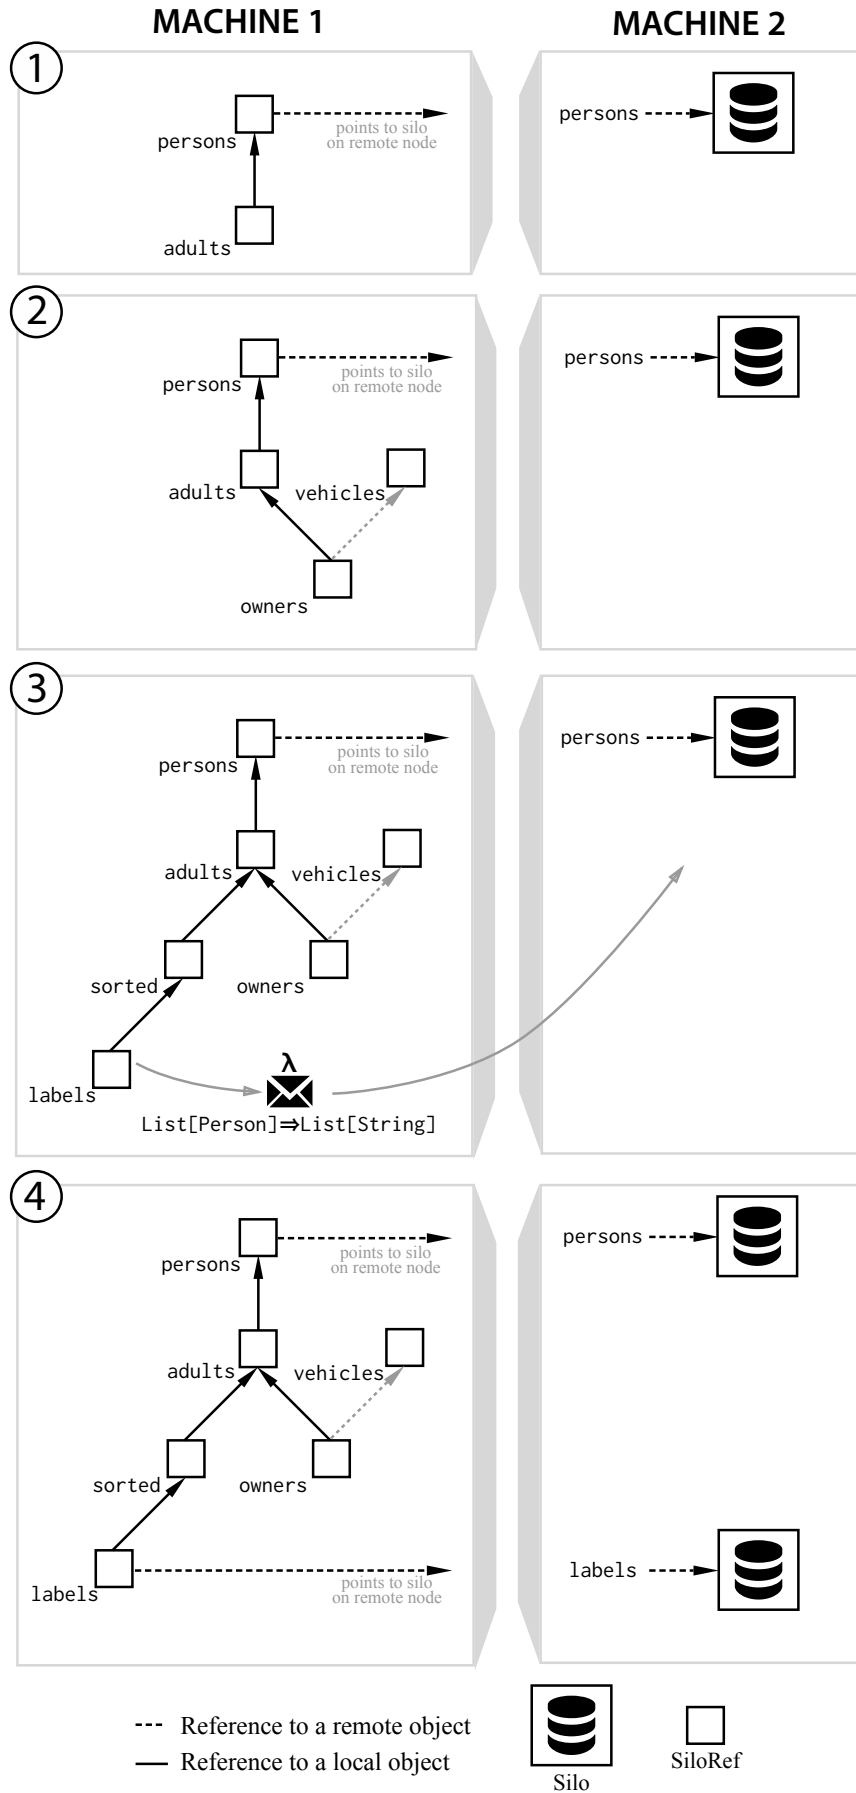 MACHINE 1
MACHINE 2
1
persons
points to silo
on remote node
adults
persons
2
persons
points to silo
on remote node
adults
vehicles
owners
persons
3
persons
points to silo
on remote node
adults
vehicles
sorted
owners
labels
λ
List[Person]⇒List[String]
persons
4
persons
points to silo
on remote node
adults
vehicles
sorted
owners
labels
points to silo
on remote node
persons
labels
Reference to a remote object
Reference to a local object
Silo
SiloRef